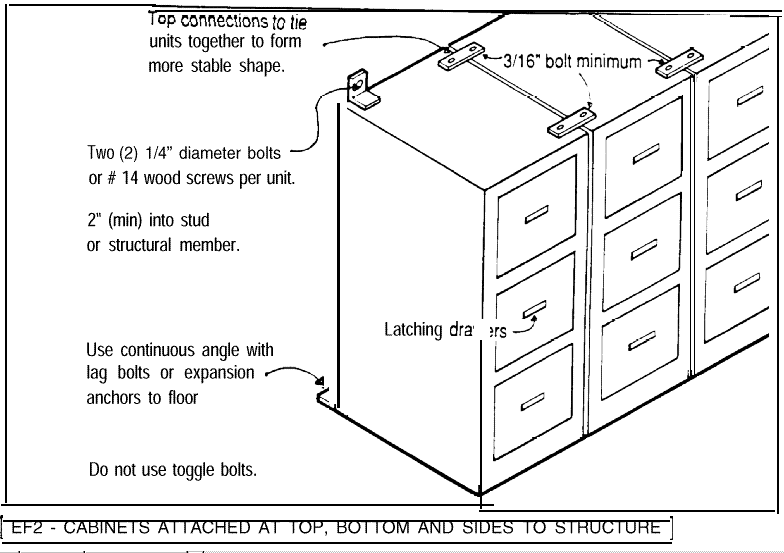 Top connections to tie
units together to form
more stable shape.
3/16" bolt minimum
Two (2) 1/4" diameter bolts
or # 14 wood screws per unit.
2" (min) into stud
or structural member.
Latching drawers
Use continuous angle with
lag bolts or expansion
anchors to floor
Do not use toggle bolts.
EF2 - CABINETS ATTACHED AT TOP, BOTTOM AND SIDES TO STRUCTURE